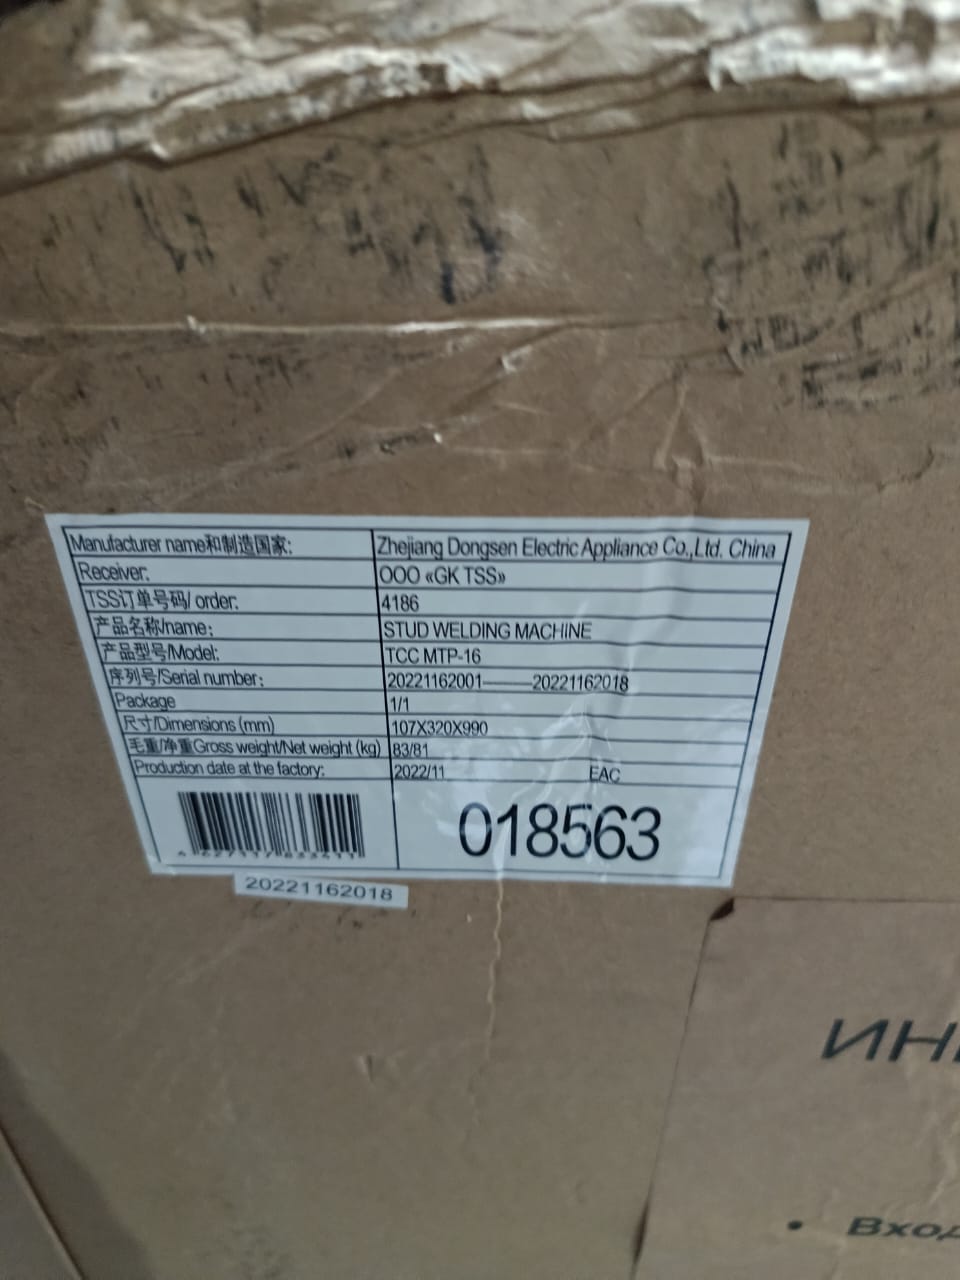 Manufacturer name和制造国家: Zhejiang Dongsen Electric Appliance Co.,Ltd. China
Receiver: OOO «GK TSS»
TSS订单号码/ order: 4186
产品名称/name: STUD WELDING MACHINE
产品型号/Model: TCC MTP-16
序列号/Serial number: 20221162001——20221162018
Package 1/1
尺寸/Dimensions (mm) 107X320X990
毛重/净重Gross weight/Net weight (kg) 83/81
Production date at the factory: 2022/11 EAC
018563
20221162018